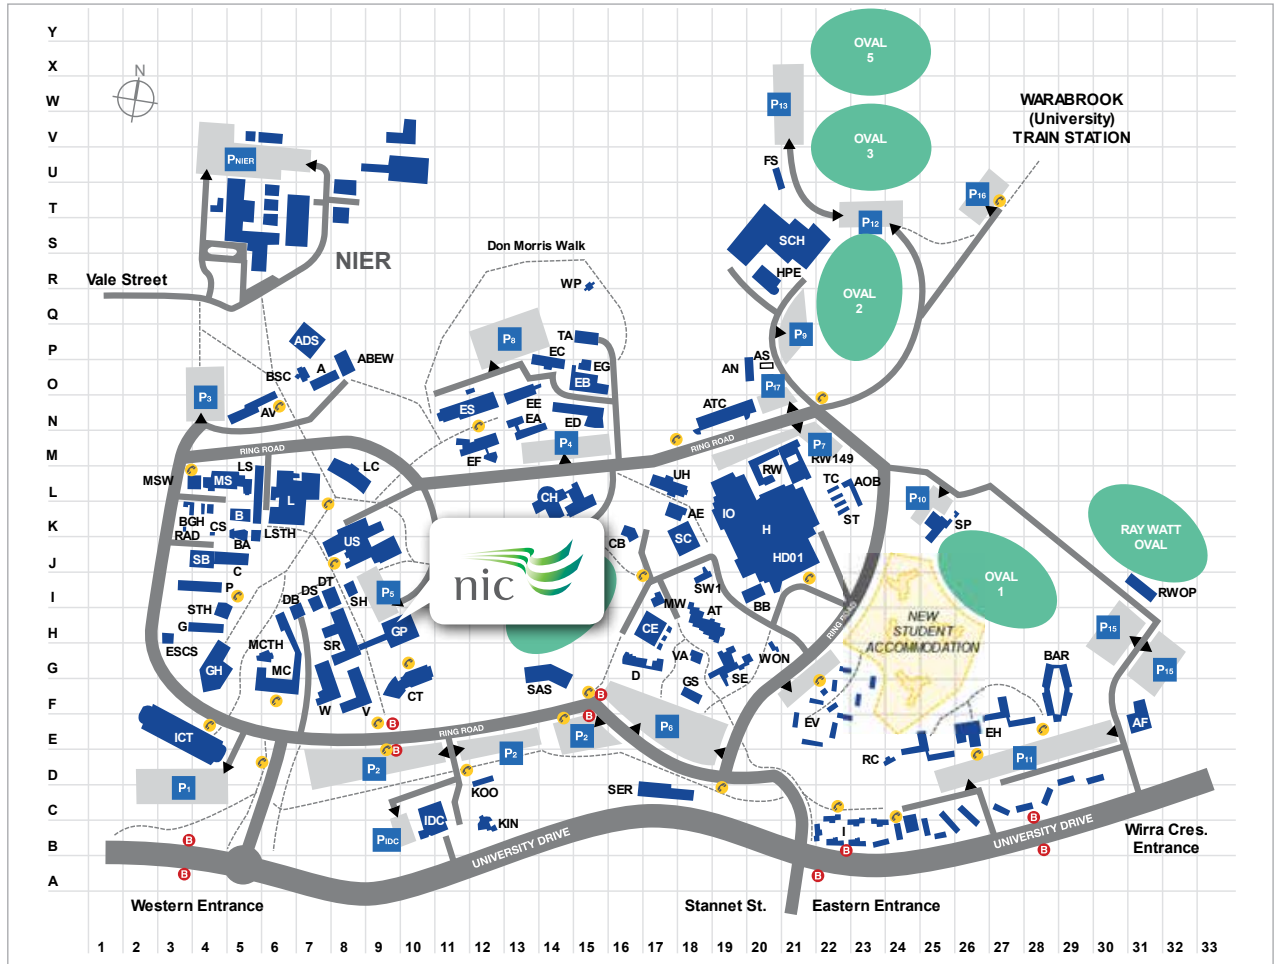 Y
X
W
V
U
T
S
R
Q
P
O
N
M
L
K
J
I
H
G
F
E
D
C
B
A
N
OVAL
5
P13
WARABROOK
(University)
TRAIN STATION
OVAL
3
PNIER
FS
P16
P12
SCH
Don Morris Walk
NIER
HPE
Vale Street
WP
OVAL
2
ADS
P8
TA
P9
ABEW
EC
AS
A
EG
AN
BSC
EB
P17
P3
ES
EE
ATC
AV
EA
ED
RING ROAD
P4
RING ROAD
P7
EF
RW149
LS
LC
RW
MSW
MS
UH
TC
AOB
L
CH
P10
BGH
B
AE
IO
ST
SP
CS
RAD
LSTH
US
CB
SC
H
RAY WATT
OVAL
BA
nic
SB
HD01
C
DT
SW1
OVAL
1
P
DS
SH
P5
DB
MW
BB
RWOP
STH
AT
RING ROAD
NEW
STUDENT
ACCOMMODATION
G
GP
CE
P15
ESCS
MCTH
SR
VA
WON
BAR
GH
MC
D
SE
P15
CT
SAS
GS
W
V
B
B
EV
AF
B
P6
ICT
RING ROAD
P2
EH
B
P2
P11
P2
RC
P1
KOO
SER
IDC
KIN
PIDC
I
B
UNIVERSITY DRIVE
UNIVERSITY DRIVE
Wirra Cres.
Entrance
B
B
B
B
B
Western Entrance
Stannet St.
Eastern Entrance
1 2 3 4 5 6 7 8 9 10 11 12 13 14 15 16 17 18 19 20 21 22 23 24 25 26 27 28 29 30 31 32 33